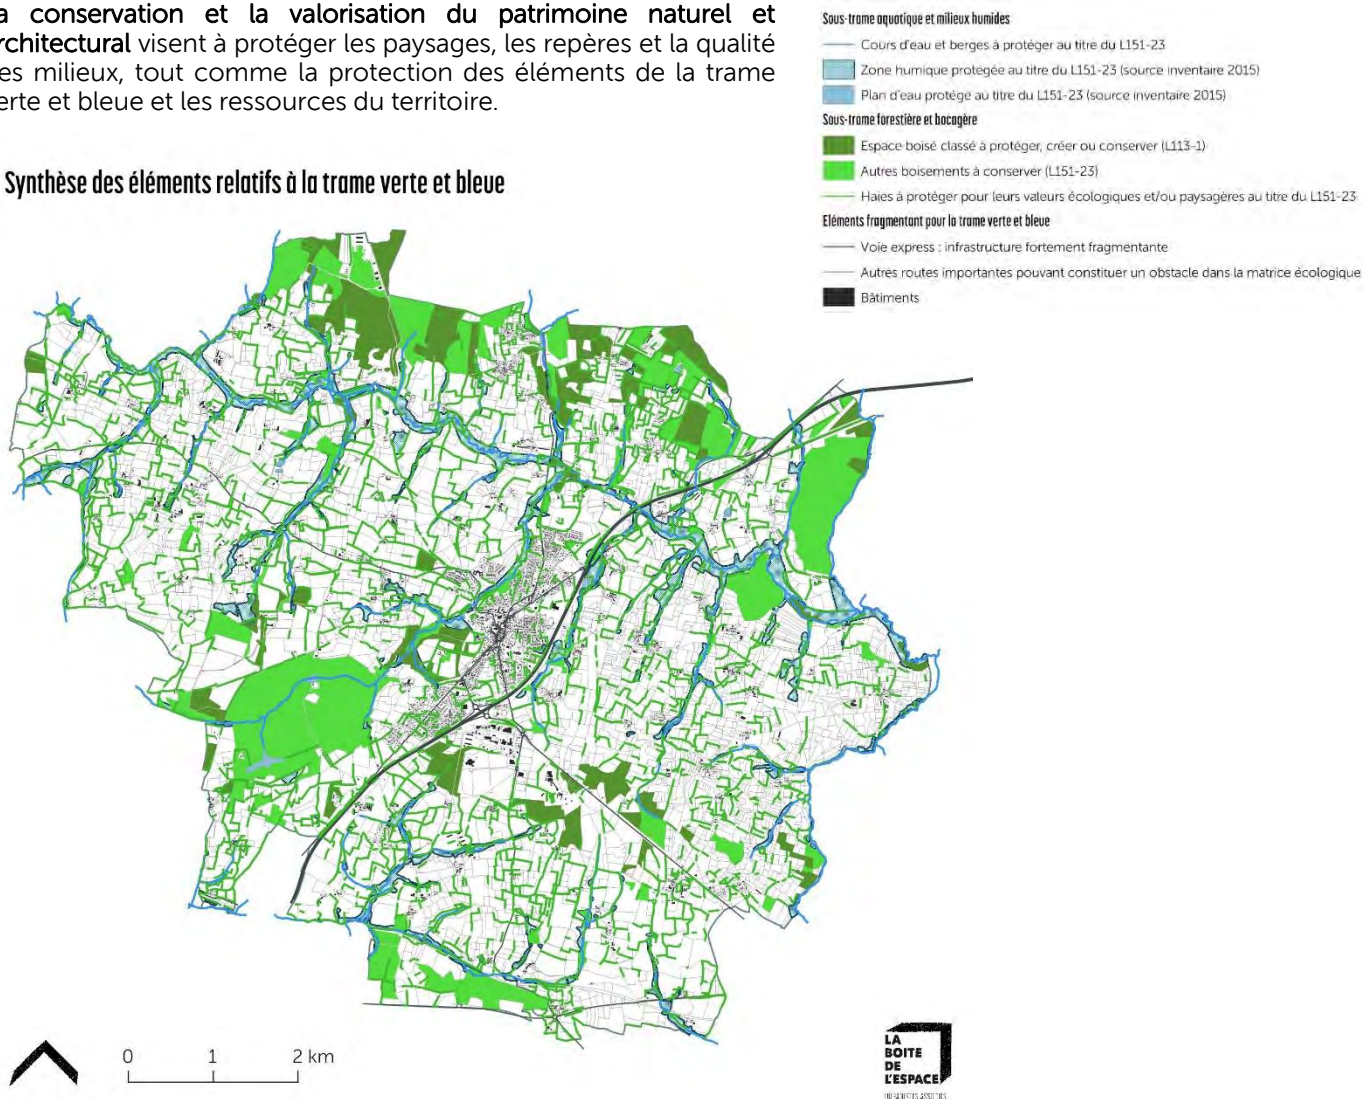 a conservation et la valorisation du patrimoine naturel et
rchitectural visent à protéger les paysages, les repères et la qualité
es milieux, tout comme la protection des éléments de la trame
erte et bleue et les ressources du territoire.
Synthèse des éléments relatifs à la trame verte et bleue
Sous-trame aquatique et milieux humides
Cours d'eau et berges à protéger au titre du L151-23
Zone humique protégée au titre du L151-23 (source inventaire 2015)
Plan d'eau protége au titre du L151-23 (source inventaire 2015)
Sous-trame forestière et bocagère
Espace boisé classé à protéger, créer ou conserver (L113-1)
Autres boisements à conserver (L151-23)
Haies à protéger pour leurs valeurs écologiques et/ou paysagères au titre du L151-23
Eléments fragmentant pour la trame verte et bleue
Voie express : infrastructure fortement fragmentante
Autres routes importantes pouvant constituer un obstacle dans la matrice écologique
Bâtiments
0 1 2 km
LA
BOITE
DE
L'ESPACE
URBANISTES ASSOCIÉS